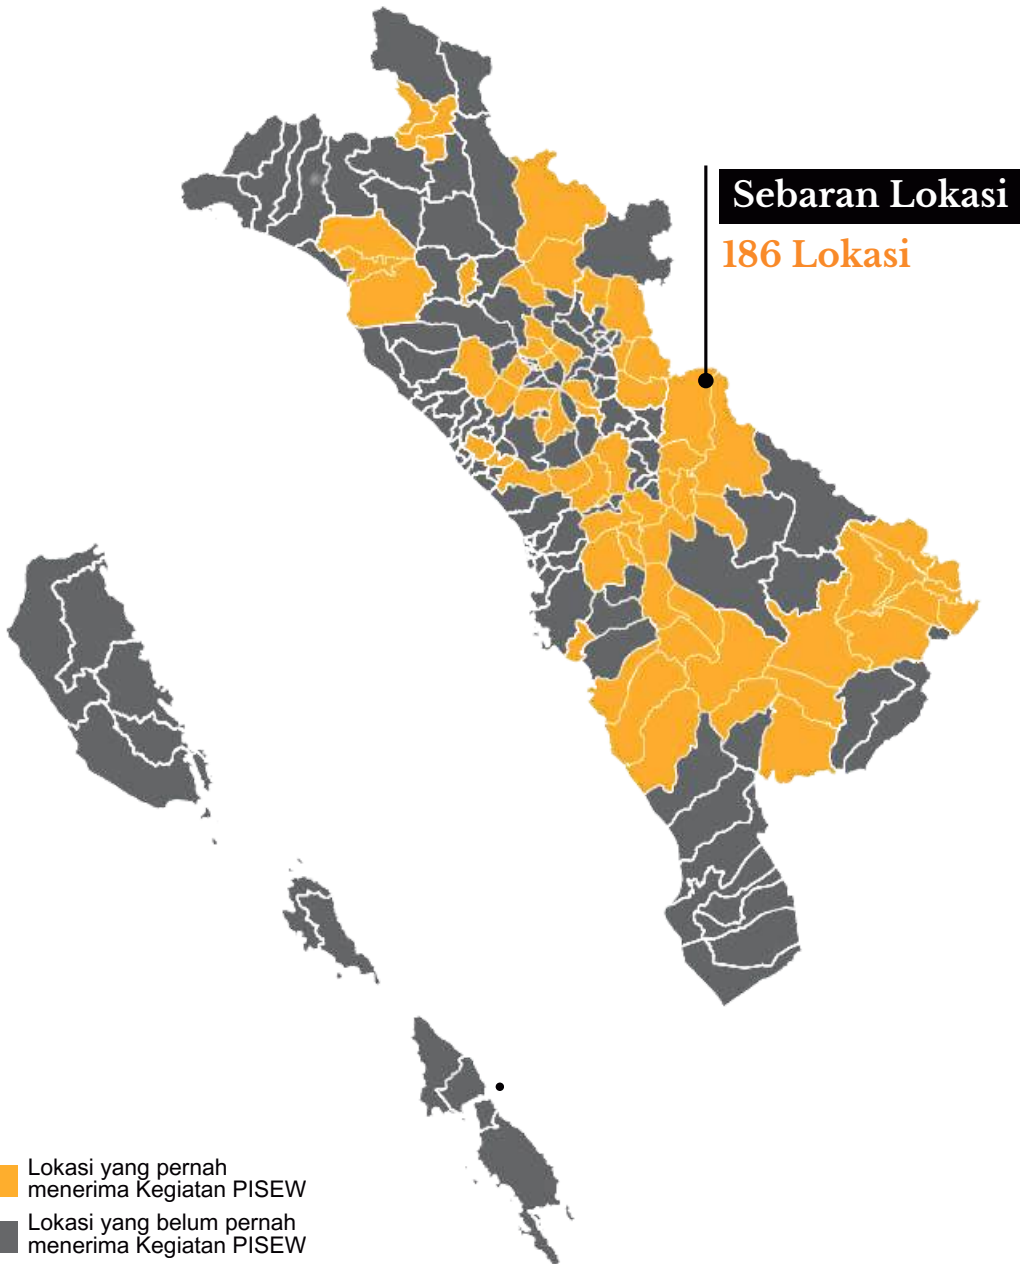 Sebaran Lokasi
186 Lokasi
Lokasi yang pernah
menerima Kegiatan PISEW
Lokasi yang belum pernah
menerima Kegiatan PISEW